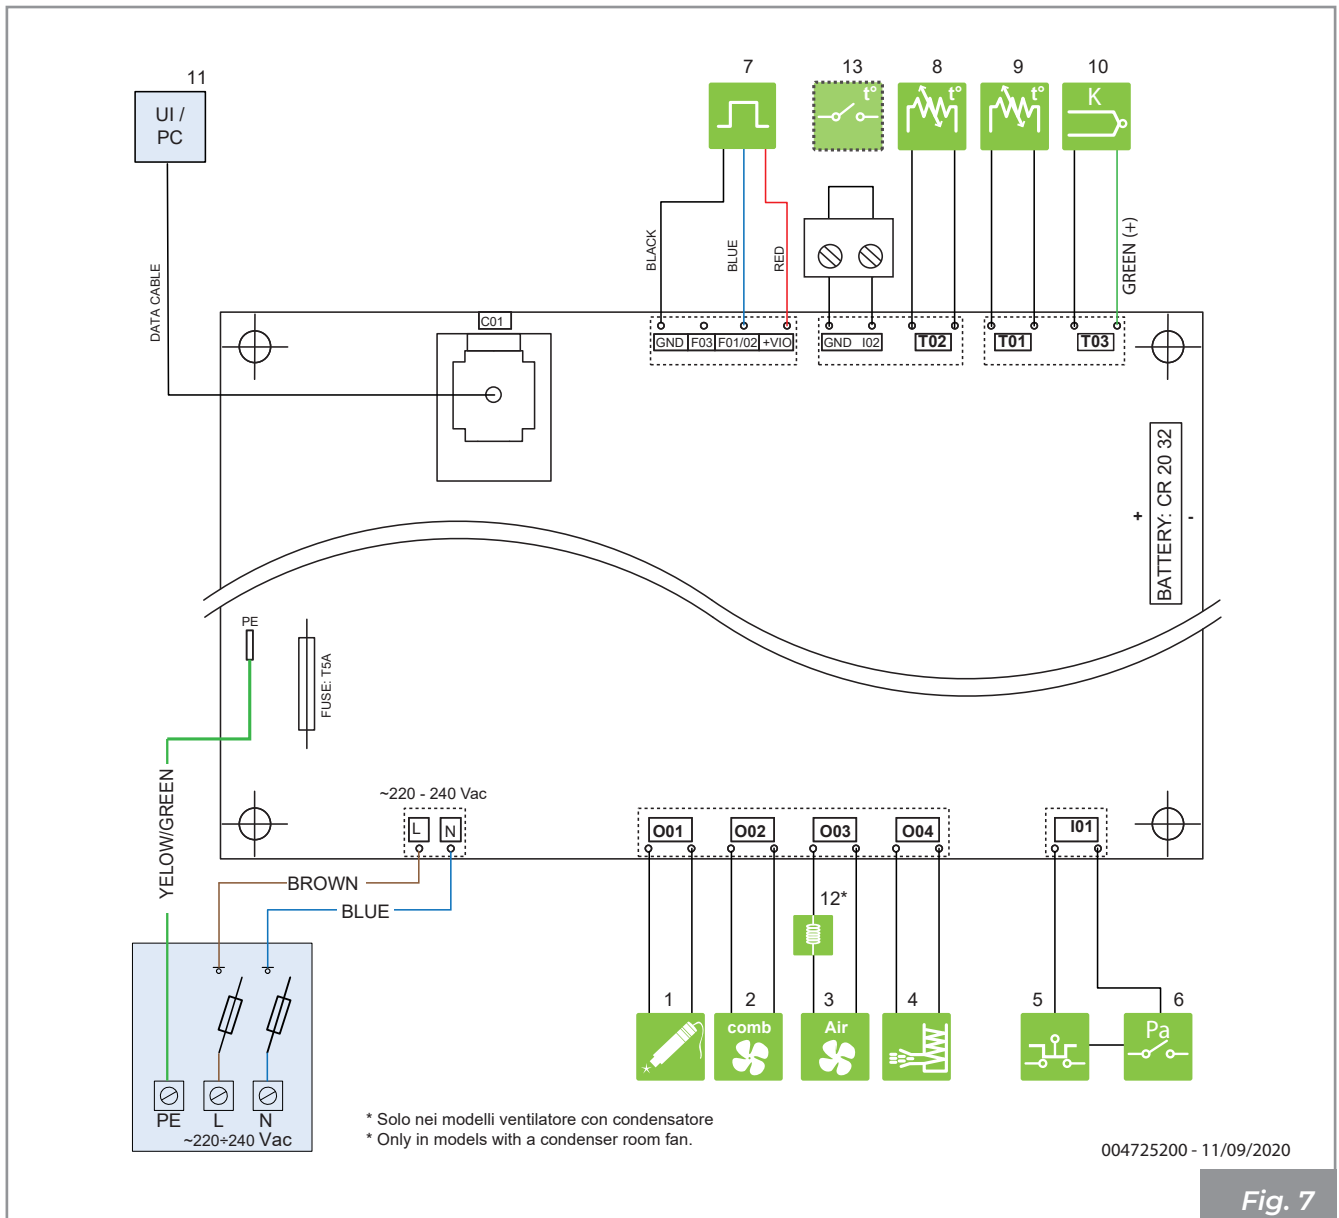 11
7
13
8
9
10
UI /
PC
t°
t°
t°
K
DATA CABLE
BLACK
BLUE
RED
GREEN (+)
C01
GND F03 F01/02 +VIO
GND I02
T02
T01
T03
BATTERY: CR 20 32
+
-
PE
FUSE: T5A
YELOW/GREEN
~220 - 240 Vac
L
N
O01
O02
O03
O04
I01
BROWN
BLUE
12*
1
2
3
4
5
6
comb
Air
Pa
PE
L
N
~220÷240 Vac
* Solo nei modelli ventilatore con condensatore
* Only in models with a condenser room fan.
004725200 - 11/09/2020
Fig. 7